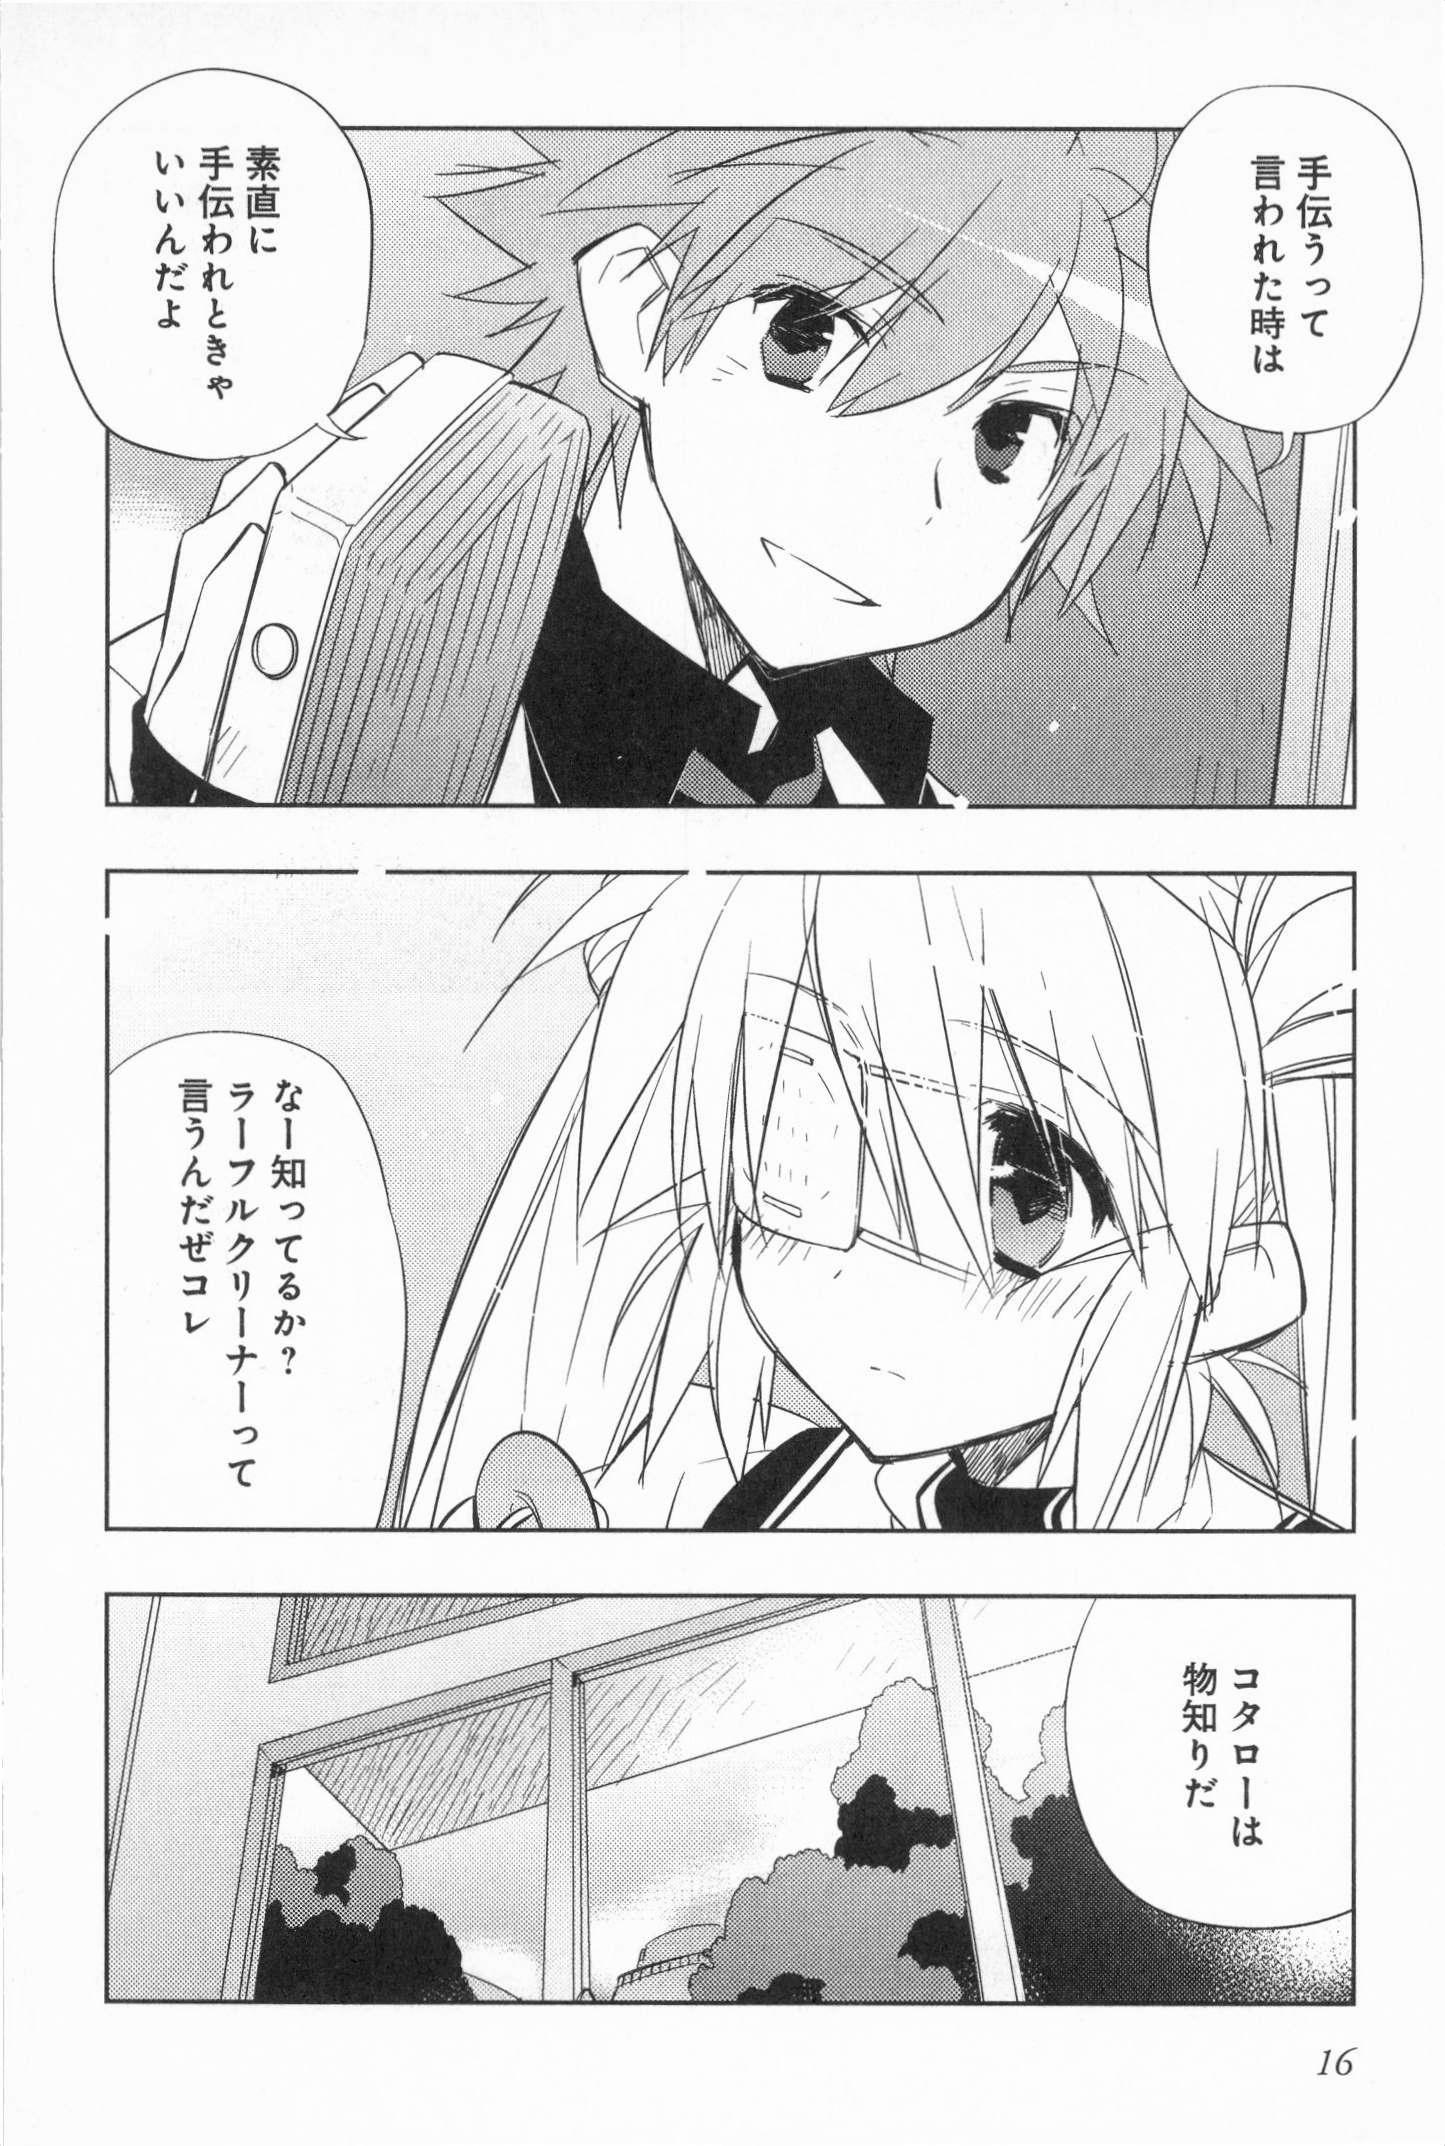 手伝うって
言われた時は
素直に
手伝われときゃ
いいんだよ
なー知ってるか?
ラーフルクリーナーって
言うんだぜコレ
コタローは
物知りだ
16